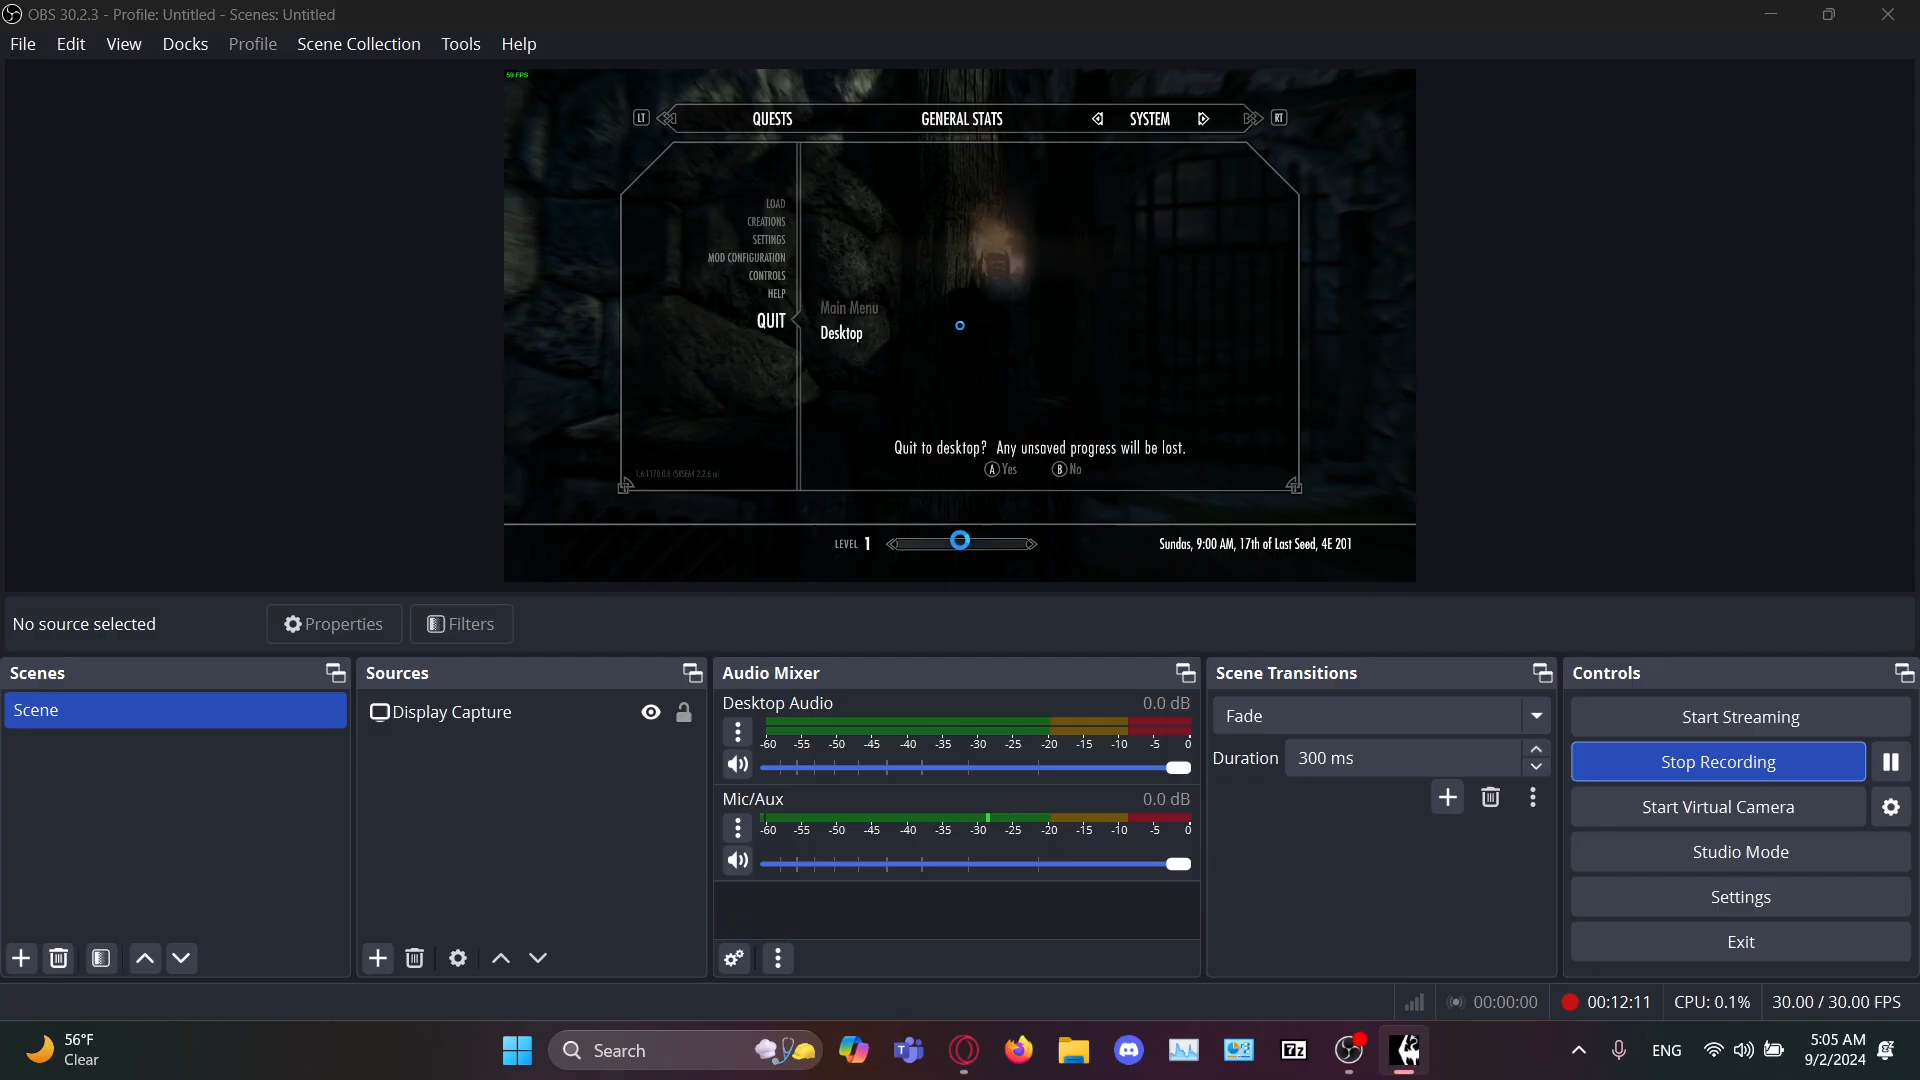 OBS 30.2.3 - Profile: Untitled - Scenes: Untitled
File Edit View Docks Profile Scene Collection Tools Help
59 FPS
LT QUESTS GENERAL STATS SYSTEM RT
LOAD
CREATIONS
SETTINGS
MOD CONFIGURATION
CONTROLS
HELP
QUIT
Main Menu
Desktop
Quit to desktop? Any unsaved progress will be lost.
A Yes B No
LEVEL 1
Sundas, 9:00 AM, 17th of Last Seed, 4E 201
No source selected Properties Filters
Scenes
Scene
Sources
Display Capture
Audio Mixer
Desktop Audio 0.0 dB
-60 -55 -50 -45 -40 -35 -30 -25 -20 -15 -10 -5 0
Mic/Aux 0.0 dB
-60 -55 -50 -45 -40 -35 -30 -25 -20 -15 -10 -5 0
Scene Transitions
Fade
Duration 300 ms
Controls
Start Streaming
Stop Recording
Start Virtual Camera
Studio Mode
Settings
Exit
00:00:00 00:12:11 CPU: 0.1% 30.00 / 30.00 FPS
56°F
Clear
Search
7z
ENG
5:05 AM
9/2/2024